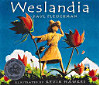 Weslandia
PAUL FLEISCHMAN
ILLUSTRATED BY KEVIN HAWKES